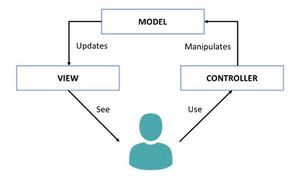 MODEL
Updates
Manipulates
VIEW
CONTROLLER
See
Use